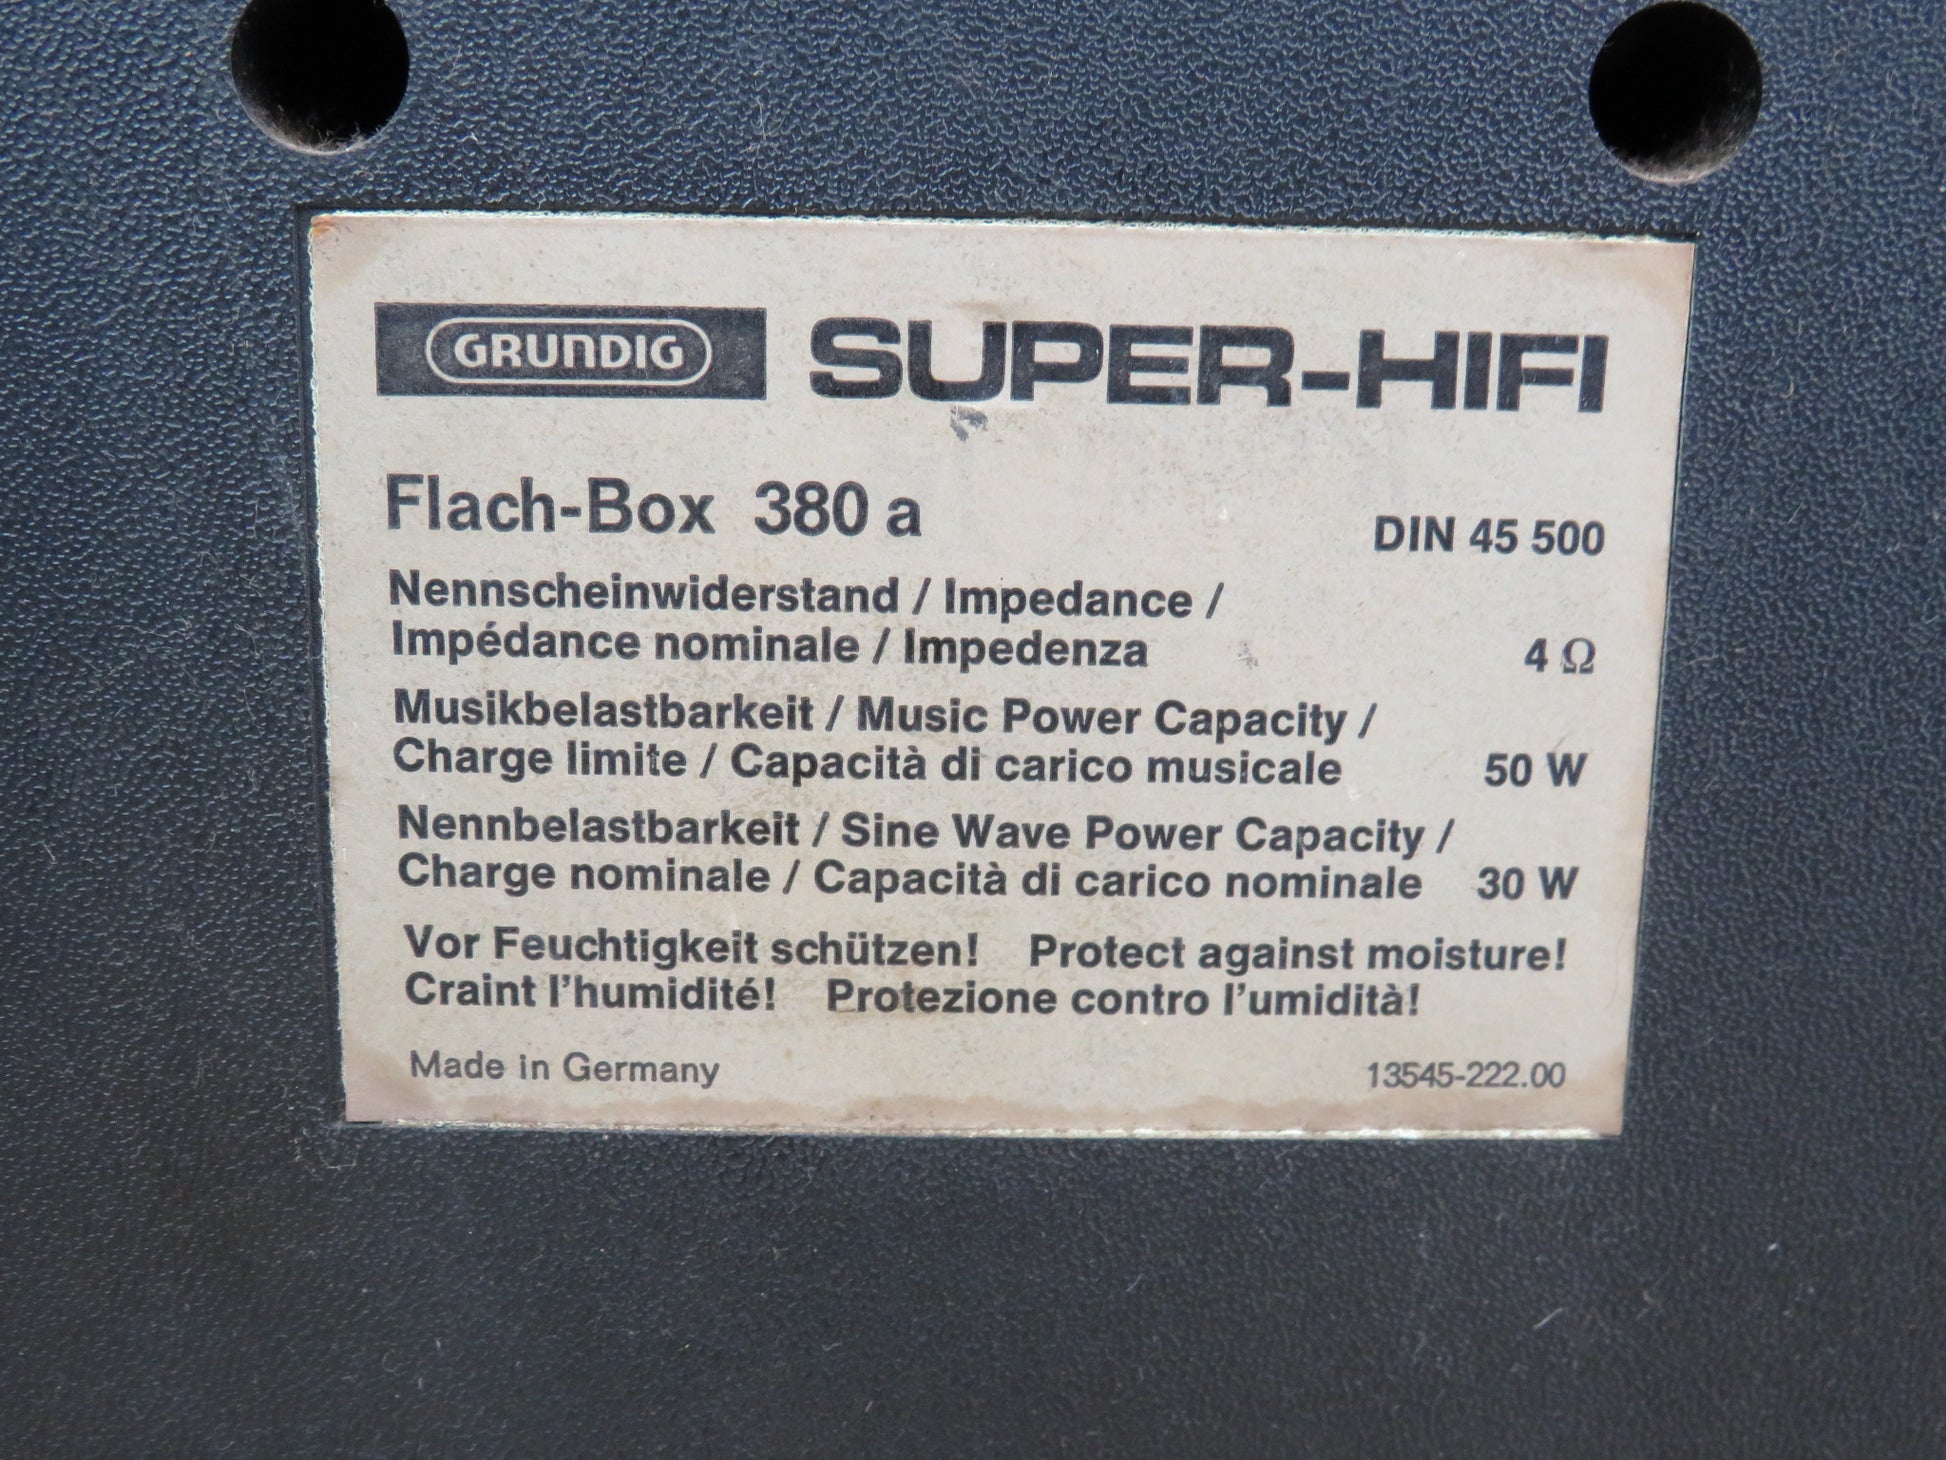 GRUNDIG SUPER-HIFI
Flach-Box 380 a DIN 45 500
Nennscheinwiderstand / Impedance /
Impédance nominale / Impedenza 4 Ω
Musikbelastbarkeit / Music Power Capacity /
Charge limite / Capacità di carico musicale 50 W
Nennbelastbarkeit / Sine Wave Power Capacity /
Charge nominale / Capacità di carico nominale 30 W
Vor Feuchtigkeit schützen! Protect against moisture!
Craint l'humidité! Protezione contro l'umidità!
Made in Germany 13545-222.00